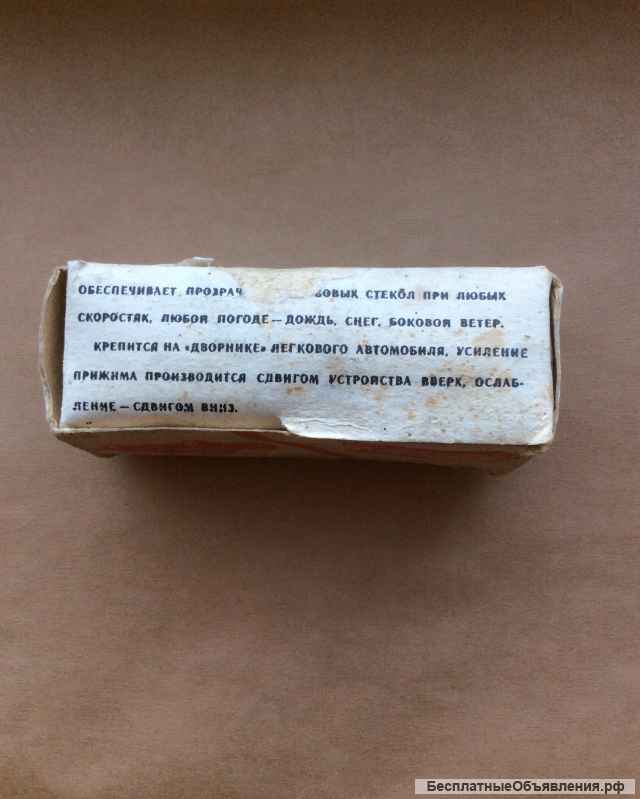 ОБЕСПЕЧИВАЕТ ПРОЗРАЧ ОВЫХ СТЕКОЛ ПРИ ЛЮБЫХ
СКОРОСТЯХ, ЛЮБОЙ ПОГОДЕ — ДОЖДЬ, СНЕГ, БОКОВОЙ ВЕТЕР.
КРЕПИТСЯ НА «ДВОРНИКЕ» ЛЕГКОВОГО АВТОМОБИЛЯ, УСИЛЕНИЕ
ПРИЖИМА ПРОИЗВОДИТСЯ СДВИГОМ УСТРОЙСТВА ВВЕРХ, ОСЛАБ-
ЛЕНИЕ — СДВИГОМ ВНИЗ.
БесплатныеОбъявления.рф